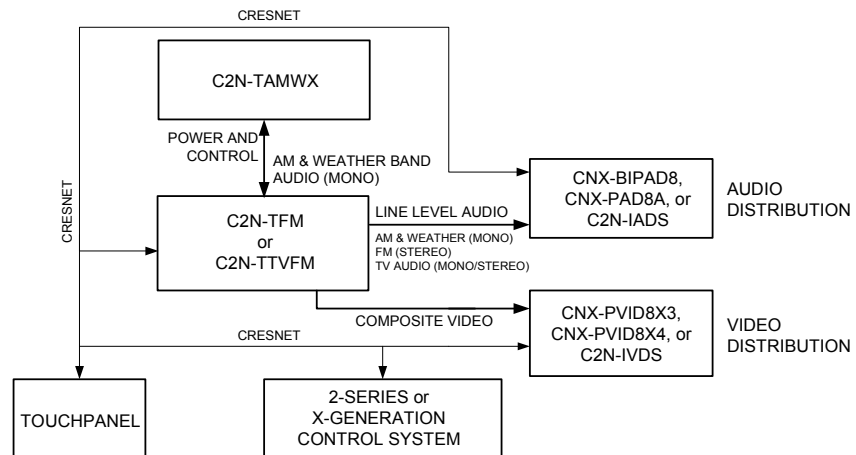 CRESNET
C2N-TAMWX
POWER AND
CONTROL
AM & WEATHER BAND
AUDIO (MONO)
CRESNET
C2N-TFM
or
C2N-TTVFM
LINE LEVEL AUDIO
AM & WEATHER (MONO)
FM (STEREO)
TV AUDIO (MONO/STEREO)
CNX-BIPAD8,
CNX-PAD8A, or
C2N-IADS
AUDIO
DISTRIBUTION
COMPOSITE VIDEO
CRESNET
CNX-PVID8X3,
CNX-PVID8X4, or
C2N-IVDS
VIDEO
DISTRIBUTION
TOUCHPANEL
2-SERIES or
X-GENERATION
CONTROL SYSTEM